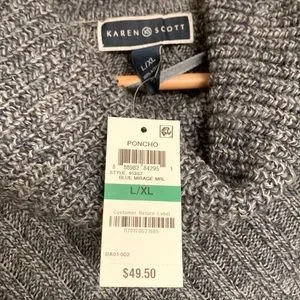 KAREN SCOTT
L/XL
PONCHO
STYLE
BLUE MIRAGE MRL
L/XL
Customer Return Label
$49.50